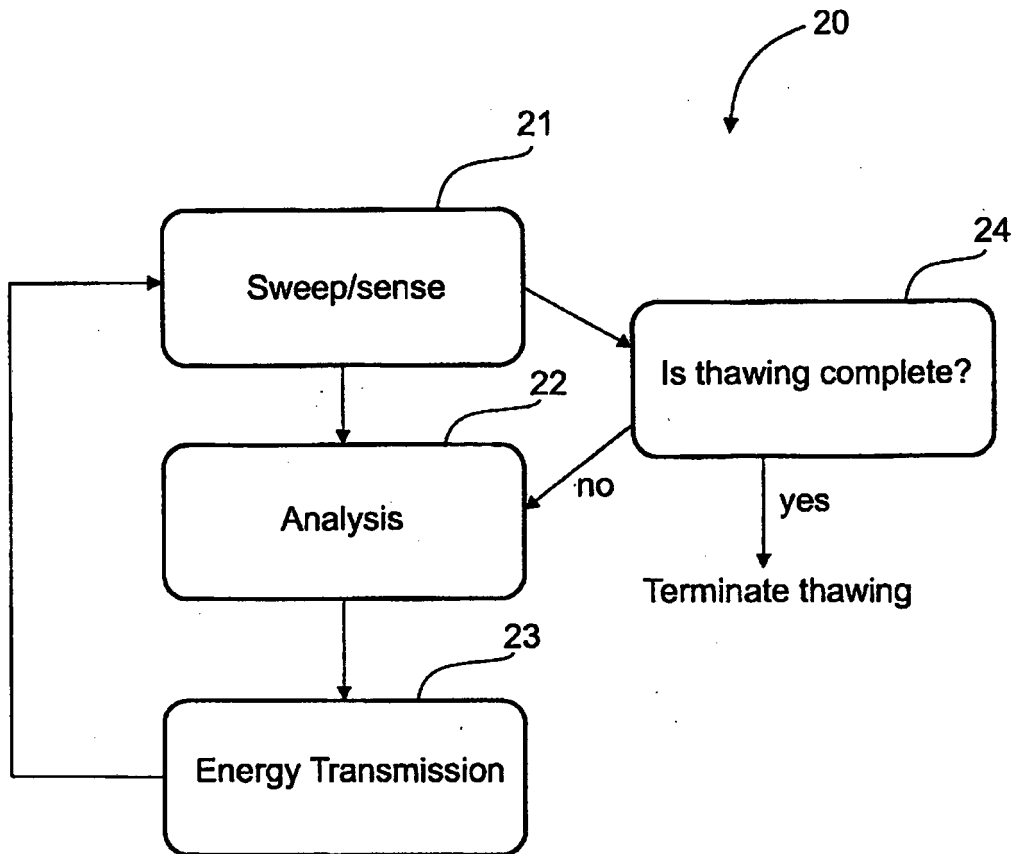 20
21
Sweep/sense
24
Is thawing complete?
22
no
Analysis
yes
Terminate thawing
23
Energy Transmission